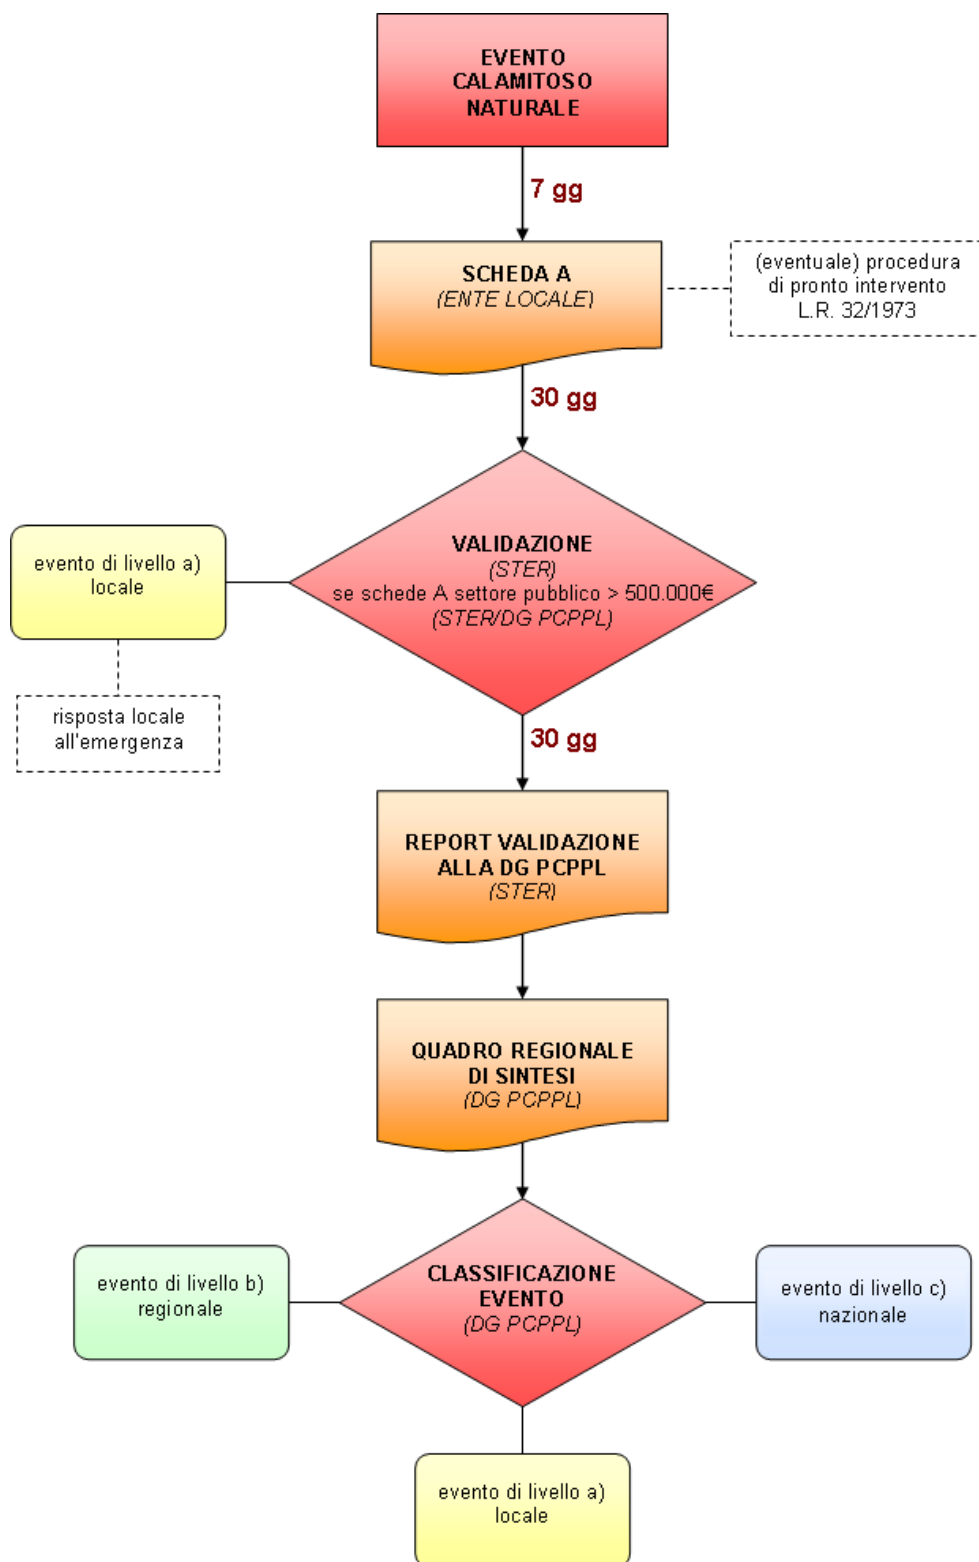 EVENTO
CALAMITOSO
NATURALE
7 gg
SCHEDA A
(ENTE LOCALE)
(eventuale) procedura
di pronto intervento
L.R. 32/1973
30 gg
VALIDAZIONE
(STER)
se schede A settore pubblico > 500.000€
(STER/DG PCPPL)
evento di livello a)
locale
risposta locale
all'emergenza
30 gg
REPORT VALIDAZIONE
ALLA DG PCPPL
(STER)
QUADRO REGIONALE
DI SINTESI
(DG PCPPL)
CLASSIFICAZIONE
EVENTO
(DG PCPPL)
evento di livello b)
regionale
evento di livello c)
nazionale
evento di livello a)
locale